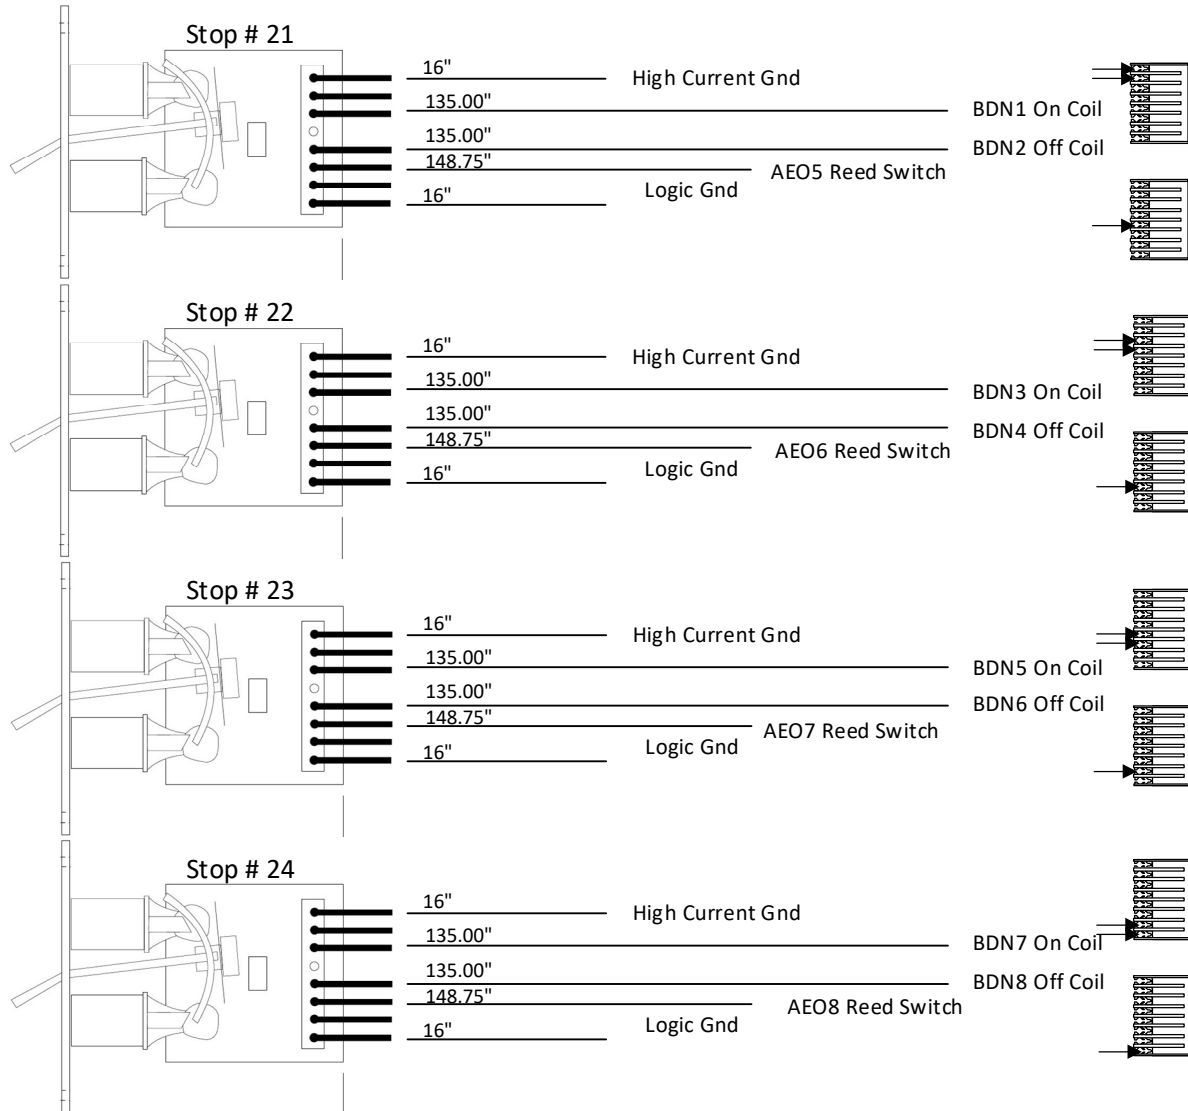 Stop # 21
16"
High Current Gnd
135.00"
BDN1 On Coil
135.00"
BDN2 Off Coil
148.75"
AEO5 Reed Switch
Logic Gnd
16"
Stop # 22
16"
High Current Gnd
135.00"
BDN3 On Coil
135.00"
BDN4 Off Coil
148.75"
AEO6 Reed Switch
Logic Gnd
16"
Stop # 23
16"
High Current Gnd
135.00"
BDN5 On Coil
135.00"
BDN6 Off Coil
148.75"
AEO7 Reed Switch
Logic Gnd
16"
Stop # 24
16"
High Current Gnd
135.00"
BDN7 On Coil
135.00"
BDN8 Off Coil
148.75"
AEO8 Reed Switch
Logic Gnd
16"